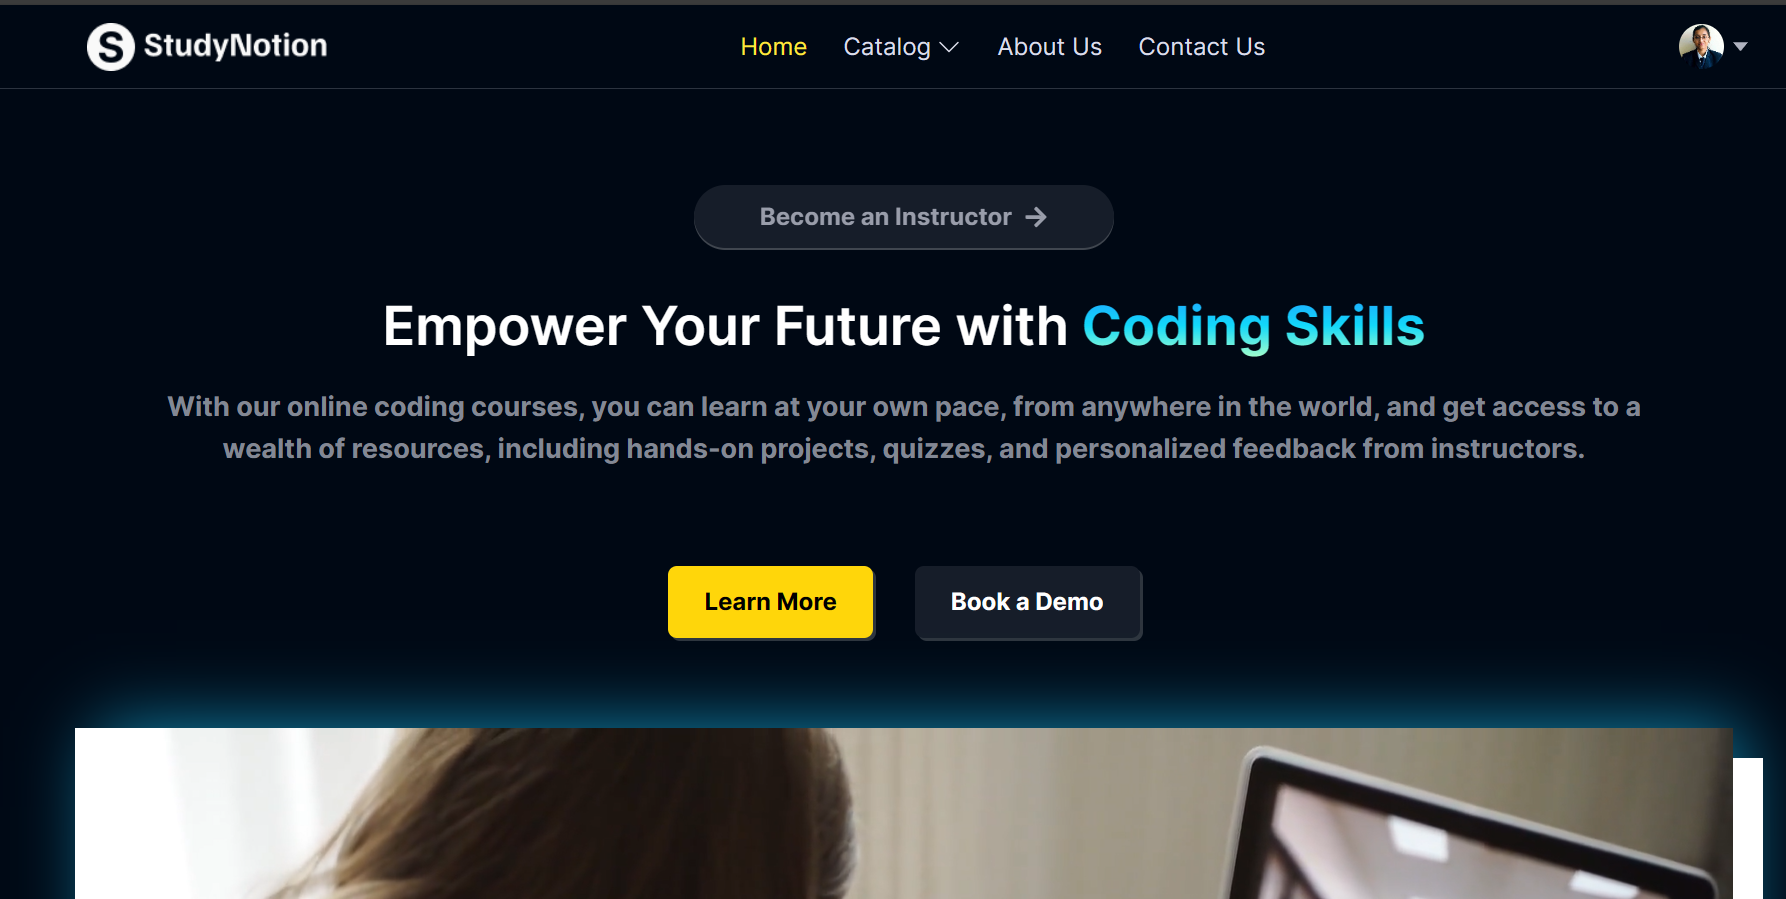 S StudyNotion
Home Catalog About Us Contact Us
Become an Instructor →
Empower Your Future with Coding Skills
With our online coding courses, you can learn at your own pace, from anywhere in the world, and get access to a
wealth of resources, including hands-on projects, quizzes, and personalized feedback from instructors.
Learn More Book a Demo